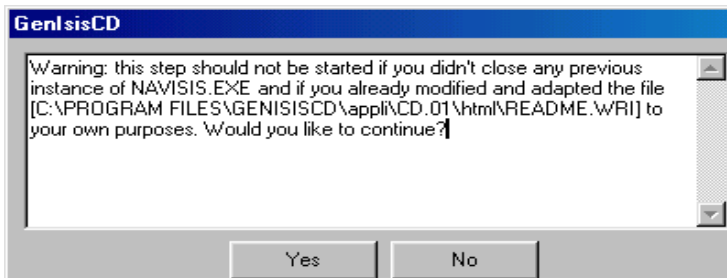 GenIsisCD
Warning: this step should not be started if you didn't close any previous
instance of NAVISIS.EXE and if you already modified and adapted the file
[C:\PROGRAM FILES\GENISISCD\appli\CD.01\html\README.WRI] to
your own purposes. Would you like to continue?
Yes
No